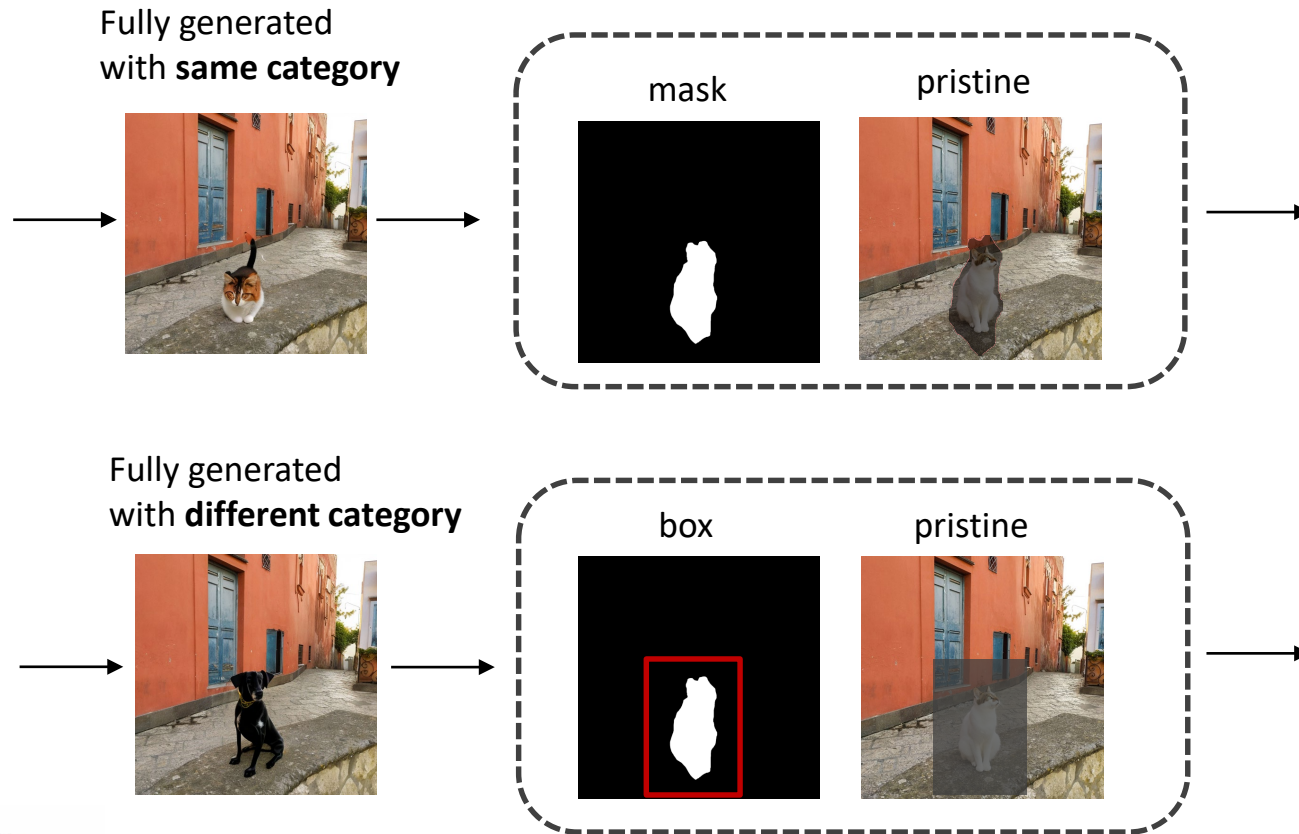 Fully generated
with same category
mask
pristine
Fully generated
with different category
box
pristine